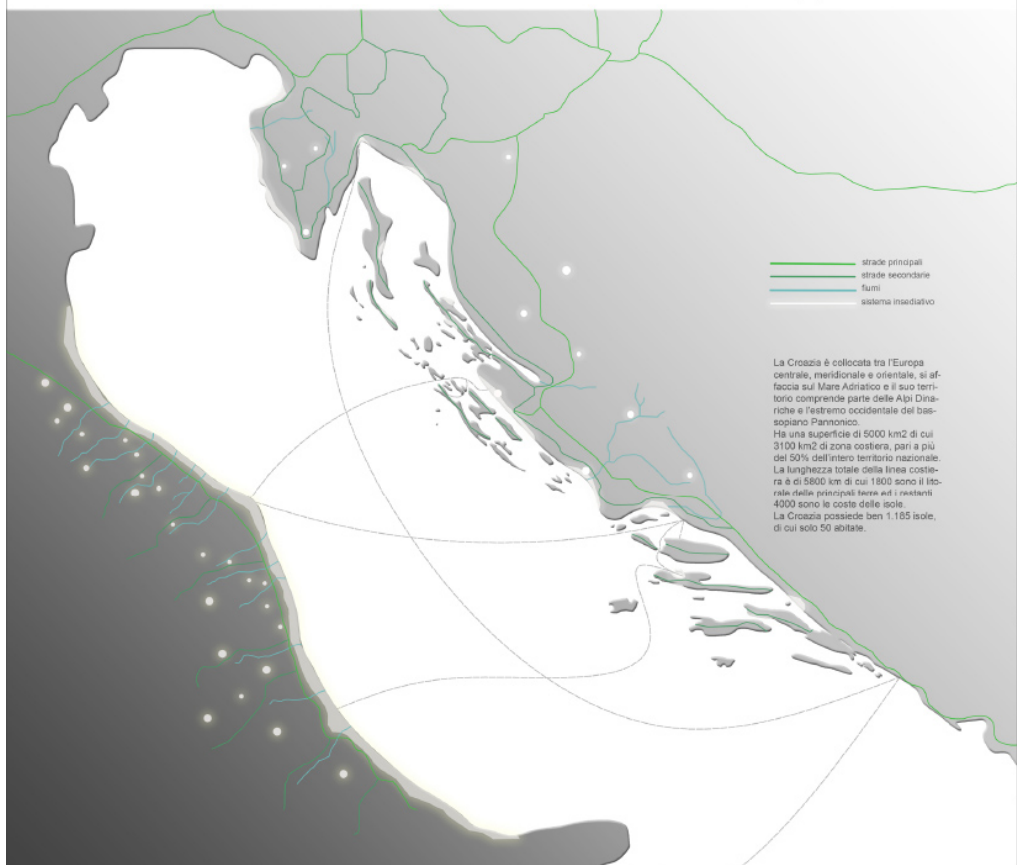 strade principali
strade secondarie
fiumi
sistema insediativo
La Croazia è collocata tra l'Europa
centrale, meridionale e orientale, si af-
faccia sul Mare Adriatico e il suo terri-
torio comprende parte delle Alpi Dina-
riche e l'estremo occidentale del bas-
sopiano Pannonico.
Ha una superficie di 5000 km2 di cui
3100 km2 di zona costiera, pari a più
del 50% dell'intero territorio nazionale.
La lunghezza totale della linea costie-
ra è di 5800 km di cui 1800 sono il lito-
rale delle principali terre ed i restanti
4000 sono le coste delle isole.
La Croazia possiede ben 1.185 isole,
di cui solo 50 abitate.